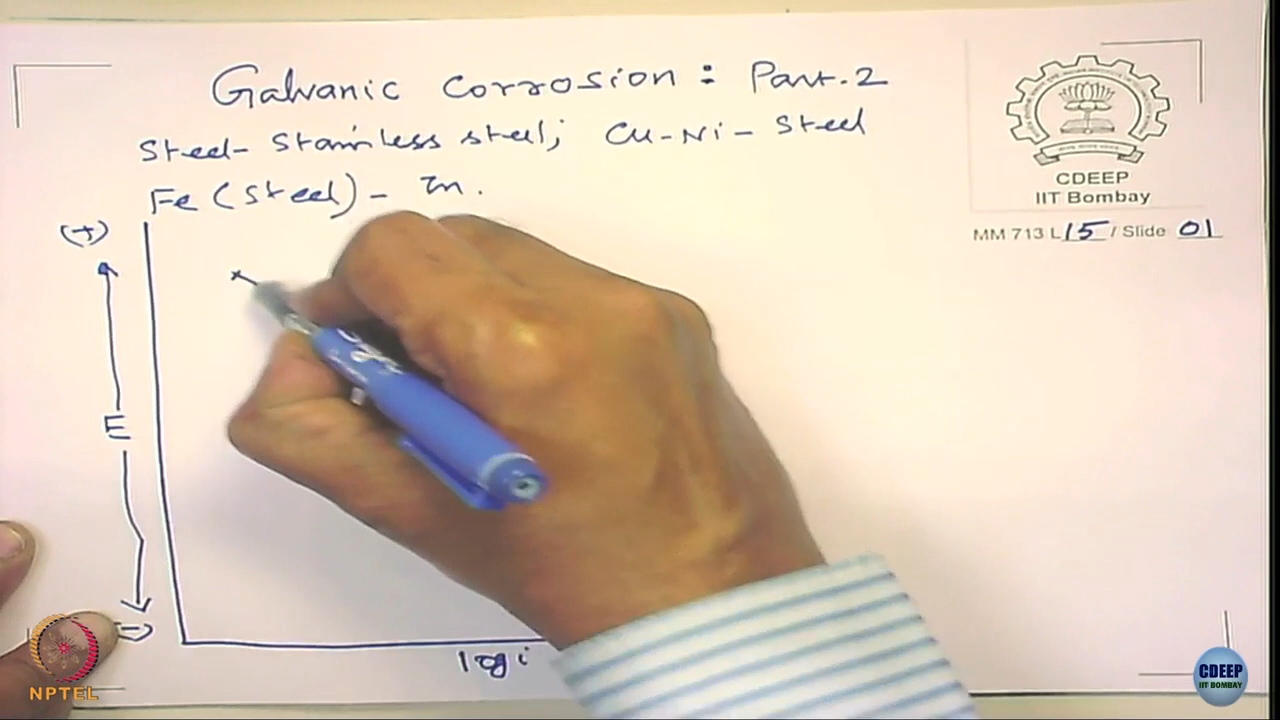 Galvanic Corrosion : Part-2
Steel - Stainless steel; Cu-Ni - Steel
Fe (Steel) - Zn.
(+)
E
(-)
log i
CDEEP
IIT Bombay
MM 713 L 15 / Slide 01
NPTEL
CDEEP
IIT BOMBAY